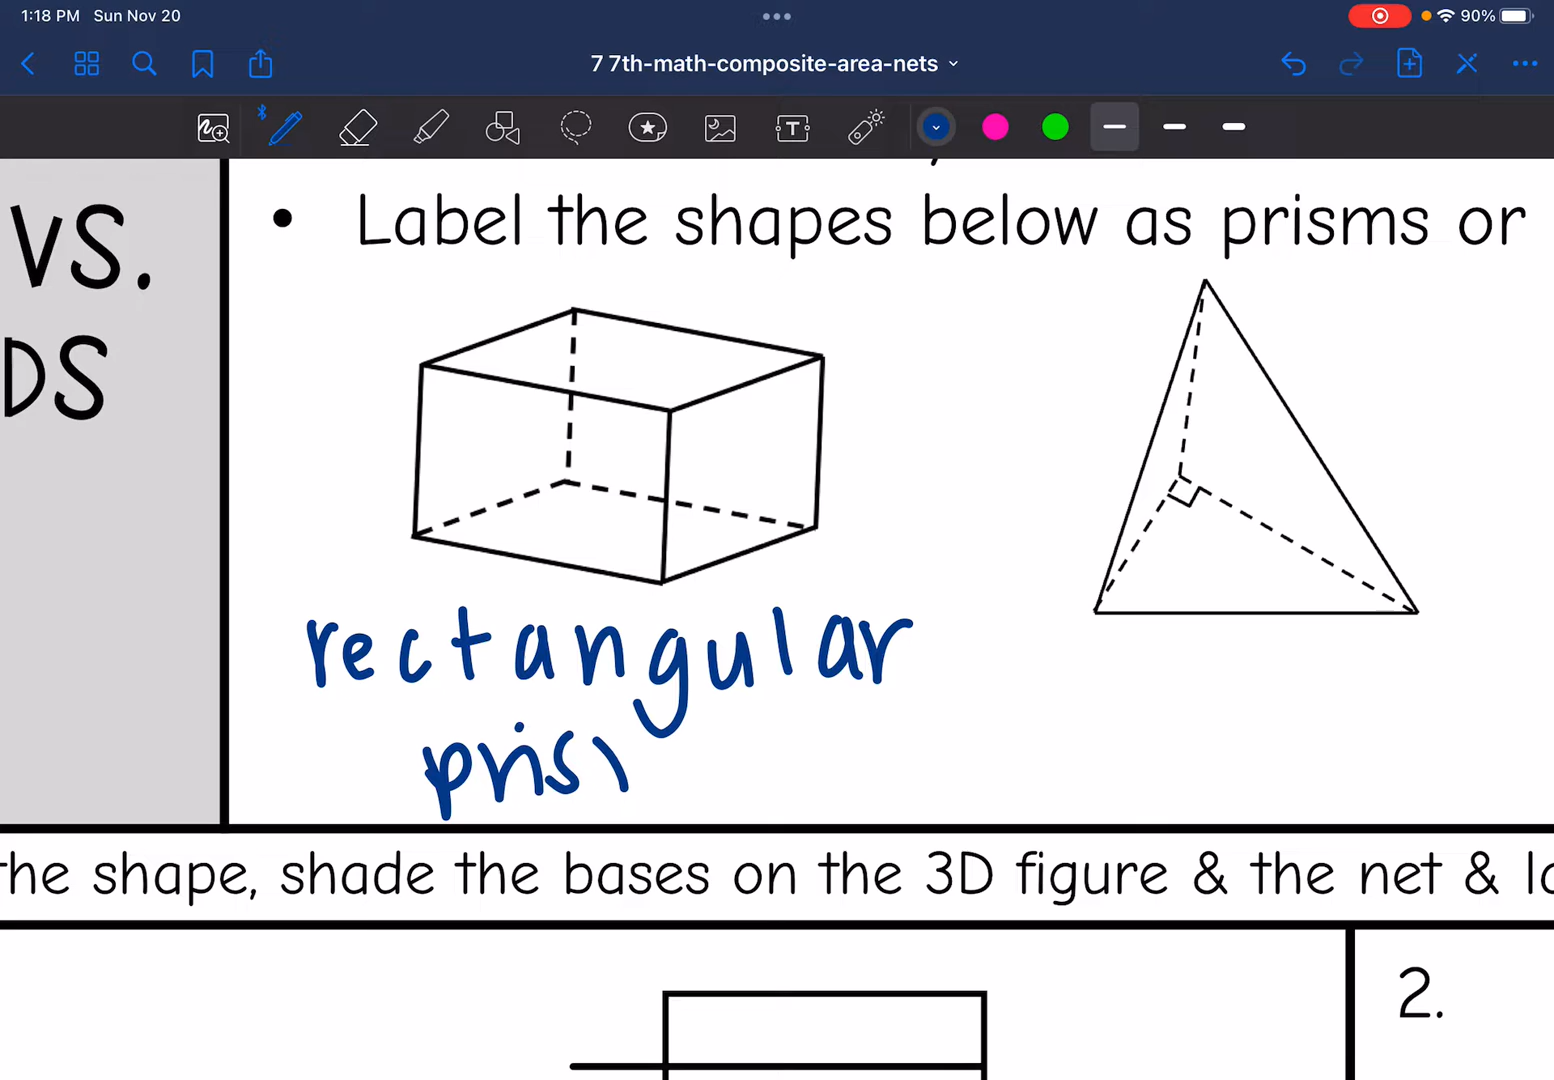 1:18 PM Sun Nov 20
90%
7 7th-math-composite-area-nets
T
VS.
DS
• Label the shapes below as prisms or
rectangular
pris
the shape, shade the bases on the 3D figure & the net &
2.